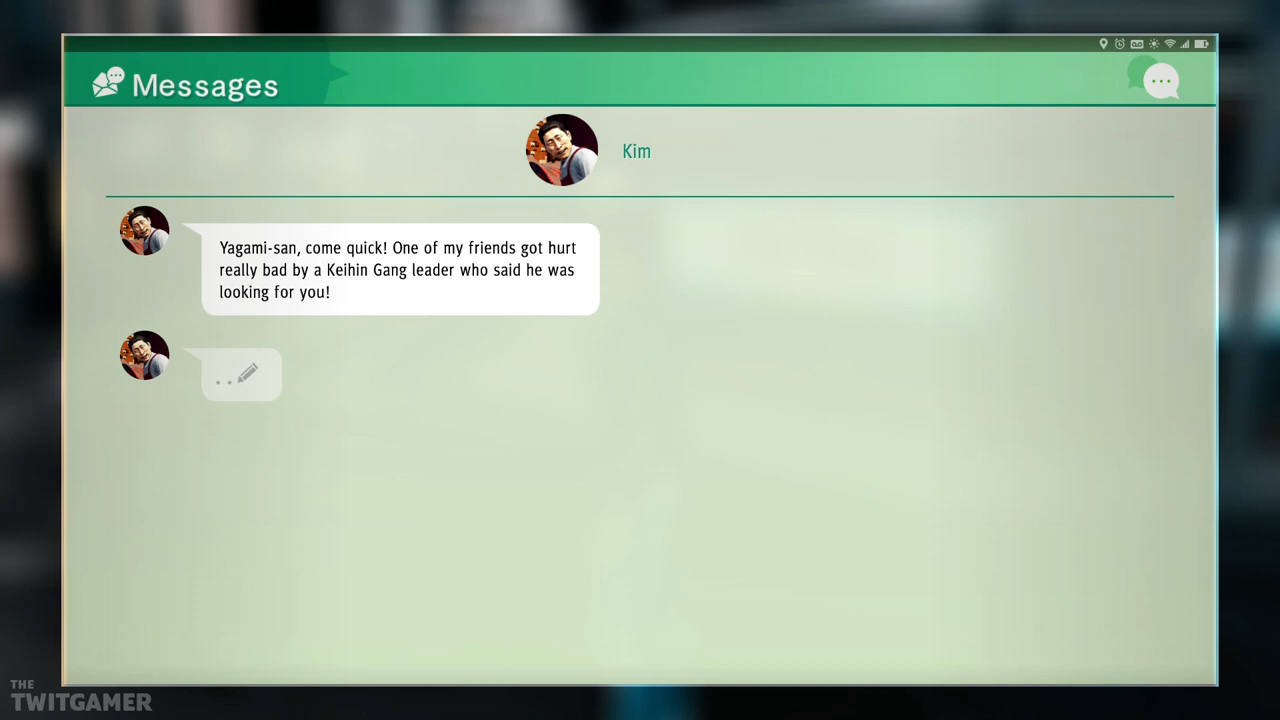 Messages
Kim
Yagami-san, come quick! One of my friends got hurt
really bad by a Keihin Gang leader who said he was
looking for you!
THE
TWITGAMER